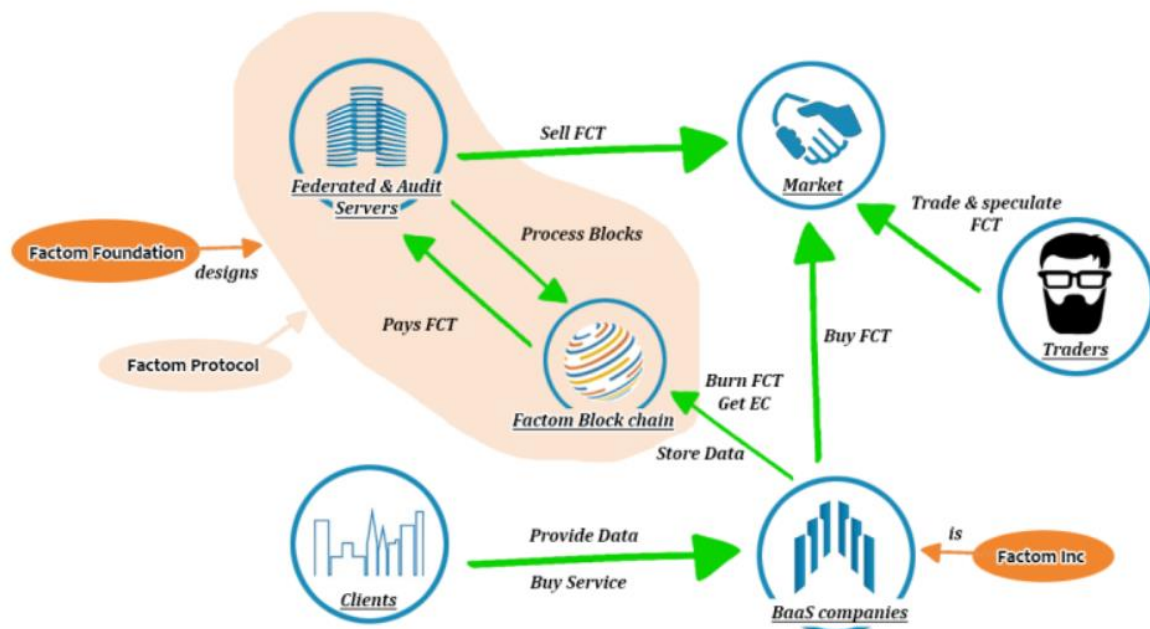 Sell FCT
Federated & Audit
Servers
Market
Trade & speculate
FCT
Process Blocks
Factom Foundation
designs
Pays FCT
Buy FCT
Traders
Factom Protocol
Burn FCT
Get EC
Factom Block chain
Store Data
Provide Data
is
Factom Inc
Buy Service
Clients
BaaS companies